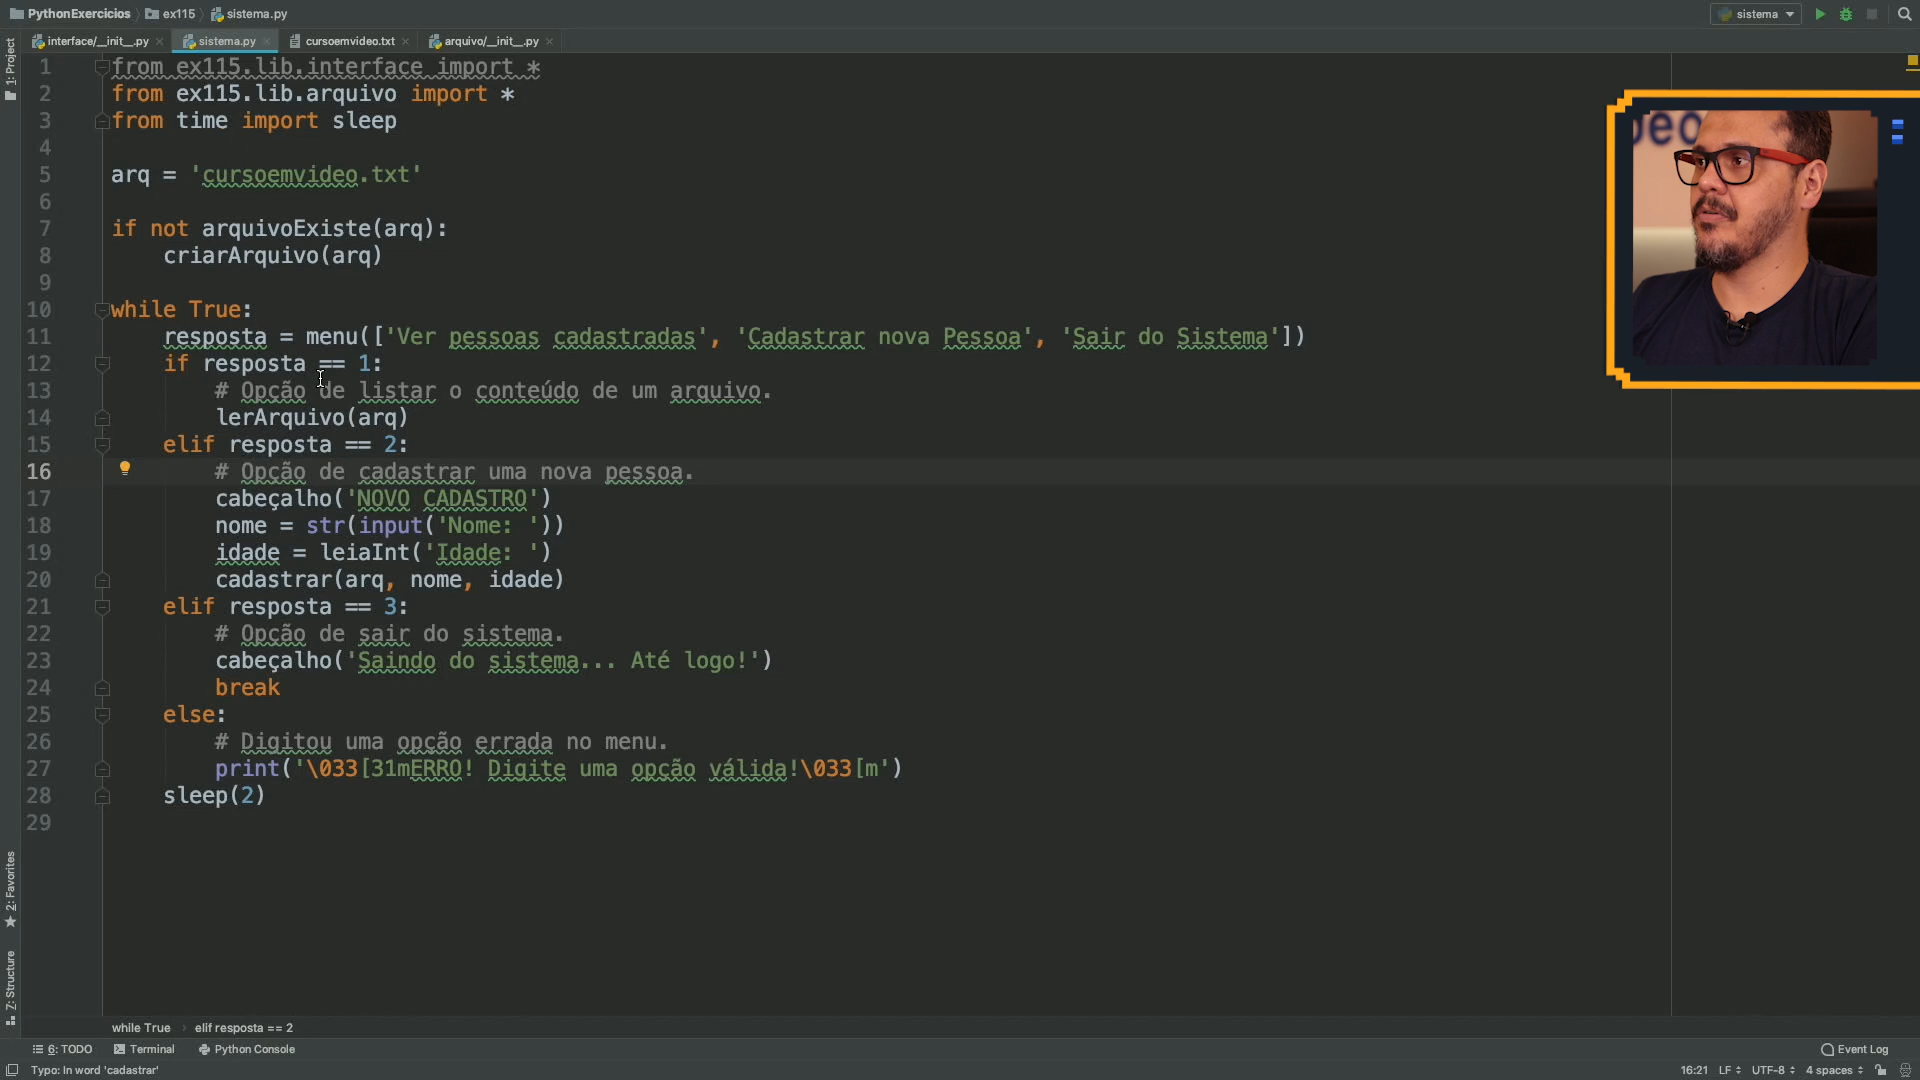 PythonExercicios ex115 sistema.py
sistema
interface/__init__.py sistema.py cursoemvideo.txt arquivo/__init__.py
1: Project
1 from ex115.lib.interface import *
2 from ex115.lib.arquivo import *
3 from time import sleep
4
5 arq = 'cursoemvideo.txt'
6
7 if not arquivoExiste(arq):
8 criarArquivo(arq)
9
10 while True:
11 resposta = menu(['Ver pessoas cadastradas', 'Cadastrar nova Pessoa', 'Sair do Sistema'])
12 if resposta == 1:
13 # Opção de listar o conteúdo de um arquivo.
14 lerArquivo(arq)
15 elif resposta == 2:
16 # Opção de cadastrar uma nova pessoa.
17 cabeçalho('NOVO CADASTRO')
18 nome = str(input('Nome: '))
19 idade = leiaInt('Idade: ')
20 cadastrar(arq, nome, idade)
21 elif resposta == 3:
22 # Opção de sair do sistema.
23 cabeçalho('Saindo do sistema... Até logo!')
24 break
25 else:
26 # Digitou uma opção errada no menu.
27 print('\033[31mERRO! Digite uma opção válida!\033[m')
28 sleep(2)
29
2: Favorites
Z: Structure
while True elif resposta == 2
6: TODO Terminal Python Console Event Log
Typo: In word 'cadastrar' 16:21 LF UTF-8 4 spaces